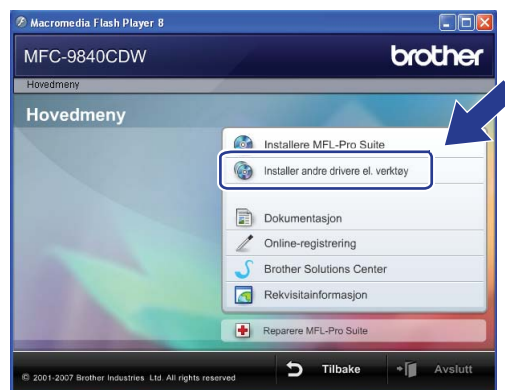 Macromedia Flash Player 8
MFC-9840CDW
brother
Hovedmeny
Hovedmeny
Installere MFL-Pro Suite
Installer andre drivere el. verktøy
Dokumentasjon
Online-registrering
Brother Solutions Center
Rekvisitainformasjon
Reparere MFL-Pro Suite
© 2001-2007 Brother Industries Ltd. All rights reserved
Tilbake
Avslutt